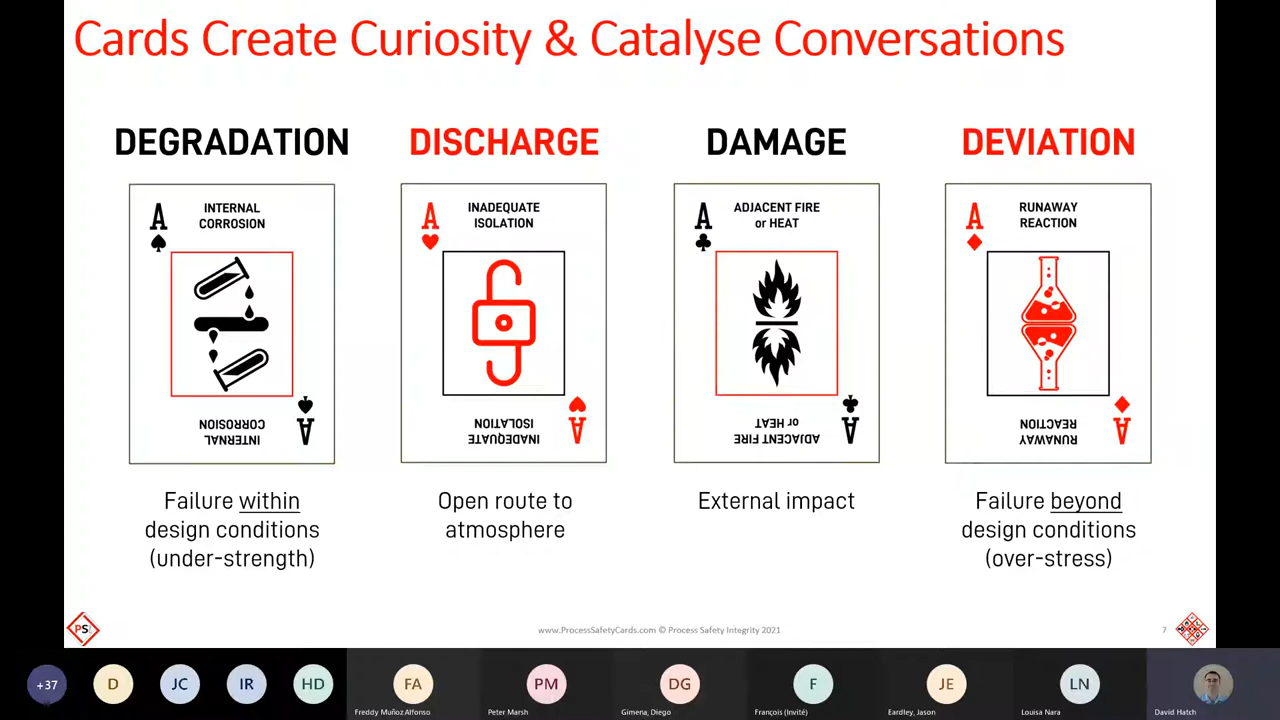 Cards Create Curiosity & Catalyse Conversations
DEGRADATION
A
INTERNAL
CORROSION
INTERNAL
CORROSION
A
Failure within
design conditions
(under-strength)
DISCHARGE
A
INADEQUATE
ISOLATION
INADEQUATE
ISOLATION
A
Open route to
atmosphere
DAMAGE
A
ADJACENT FIRE
or HEAT
ADJACENT FIRE
or HEAT
A
External impact
DEVIATION
A
RUNAWAY
REACTION
RUNAWAY
REACTION
A
Failure beyond
design conditions
(over-stress)
PS
www.ProcessSafetyCards.com © Process Safety Integrity 2021
7
+37
D
JC
IR
HD
FA
Freddy Muñoz Alfonso
PM
Peter Marsh
DG
Gimena, Diego
F
François (Invité)
JE
Eardley, Jason
LN
Louisa Nara
David Hatch